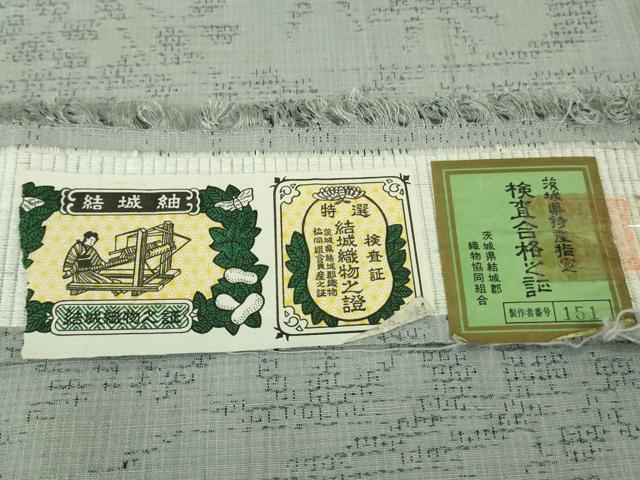 結城紬
結城織物之証
特選
検査証
結城織物之證
茨城県結城郡織物
協同組合員産之証
茨城県特産指定
検査合格之証
茨城県結城郡
織物協同組合
製作者番号 151